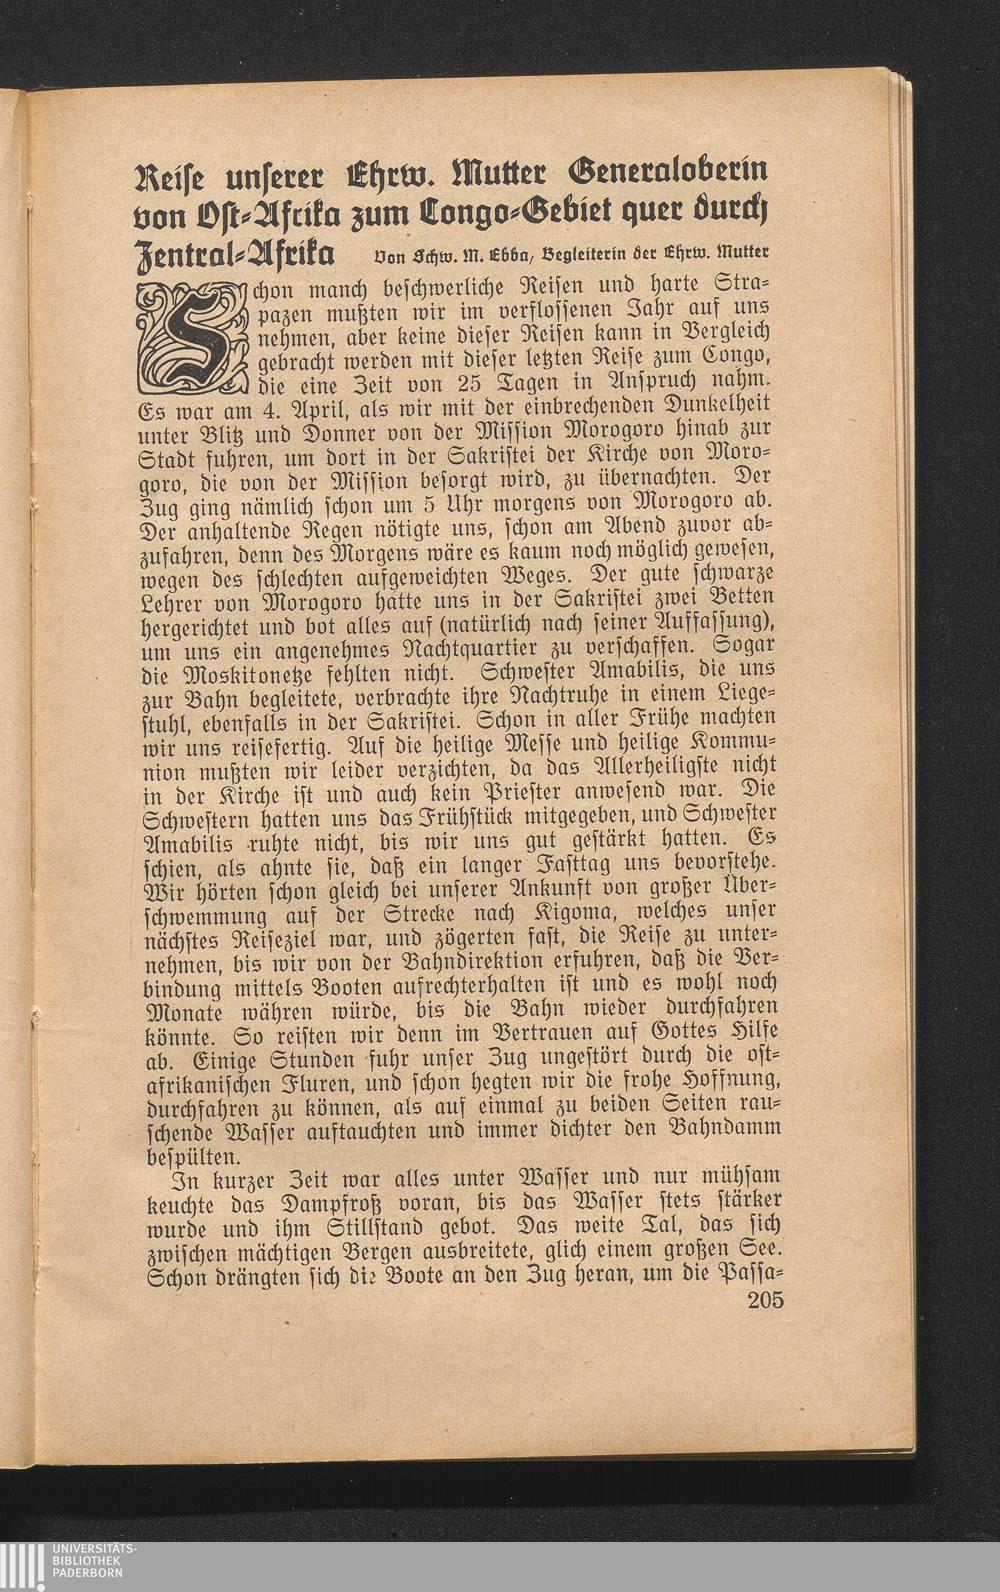 Reise unserer Ehrw. Mutter Generaloberin
von Ost-Afrika zum Congo-Gebiet quer durch
Zentral-Afrika Von Schw. M. Ebba, Begleiterin der Ehrw. Mutter
Schon manch beschwerliche Reisen und harte Stra-
pazen mußten wir im verflossenen Jahr auf uns
nehmen, aber keine dieser Reisen kann in Vergleich
gebracht werden mit dieser letzten Reise zum Congo,
die eine Zeit von 25 Tagen in Anspruch nahm.
Es war am 4. April, als wir mit der einbrechenden Dunkelheit
unter Blitz und Donner von der Mission Morogoro hinab zur
Stadt fuhren, um dort in der Sakristei der Kirche von Moro-
goro, die von der Mission besorgt wird, zu übernachten. Der
Zug ging nämlich schon um 5 Uhr morgens von Morogoro ab.
Der anhaltende Regen nötigte uns, schon am Abend zuvor ab-
zufahren, denn des Morgens wäre es kaum noch möglich gewesen,
wegen des schlechten aufgeweichten Weges. Der gute schwarze
Lehrer von Morogoro hatte uns in der Sakristei zwei Betten
hergerichtet und bot alles auf (natürlich nach seiner Auffassung),
um uns ein angenehmes Nachtquartier zu verschaffen. Sogar
die Moskitonetze fehlten nicht. Schwester Amabilis, die uns
zur Bahn begleitete, verbrachte ihre Nachtruhe in einem Liege-
stuhl, ebenfalls in der Sakristei. Schon in aller Frühe machten
wir uns reisefertig. Auf die heilige Messe und heilige Kommu-
nion mußten wir leider verzichten, da das Allerheiligste nicht
in der Kirche ist und auch kein Priester anwesend war. Die
Schwestern hatten uns das Frühstück mitgegeben, und Schwester
Amabilis ruhte nicht, bis wir uns gut gestärkt hatten. Es
schien, als ahnte sie, daß ein langer Fasttag uns bevorstehe.
Wir hörten schon gleich bei unserer Ankunft von großer Über-
schwemmung auf der Strecke nach Kigoma, welches unser
nächstes Reiseziel war, und zögerten fast, die Reise zu unter-
nehmen, bis wir von der Bahndirektion erfuhren, daß die Ver-
bindung mittels Booten aufrechterhalten ist und es wohl noch
Monate währen würde, bis die Bahn wieder durchfahren
könnte. So reisten wir denn im Vertrauen auf Gottes Hilfe
ab. Einige Stunden fuhr unser Zug ungestört durch die ost-
afrikanischen Fluren, und schon hegten wir die frohe Hoffnung,
durchfahren zu können, als auf einmal zu beiden Seiten rau-
schende Wasser auftauchten und immer dichter den Bahndamm
bespülten.
In kurzer Zeit war alles unter Wasser und nur mühsam
keuchte das Dampfroß voran, bis das Wasser stets stärker
wurde und ihm Stillstand gebot. Das weite Tal, das sich
zwischen mächtigen Bergen ausbreitete, glich einem großen See.
Schon drängten sich die Boote an den Zug heran, um die Passa-
205
UNIVERSITÄTS-
BIBLIOTHEK
PADERBORN